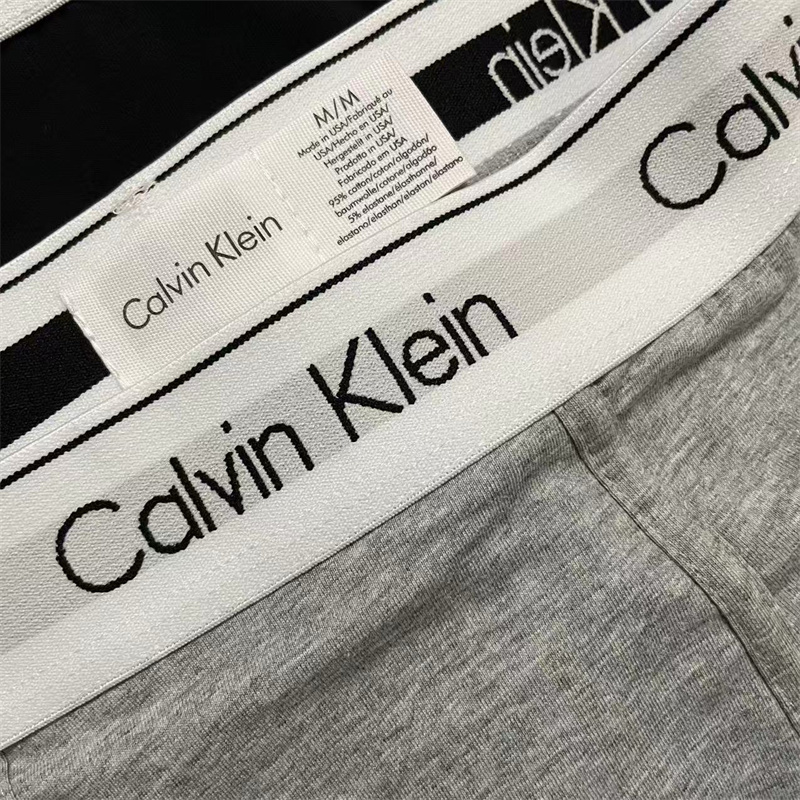 Klein
Calvin
M/M
Made in USA/Fabriqué au
USA/Hecho en USA/
Hergestellt in USA/
Prodotto in USA/
Fabricado em USA
95% cotton/coton/algodón/
baumwolle/cotone/algodão
5% elastane/élasthanne/
elastano/elasthan/elastan/elastano
Calvin Klein
Calvin Klein